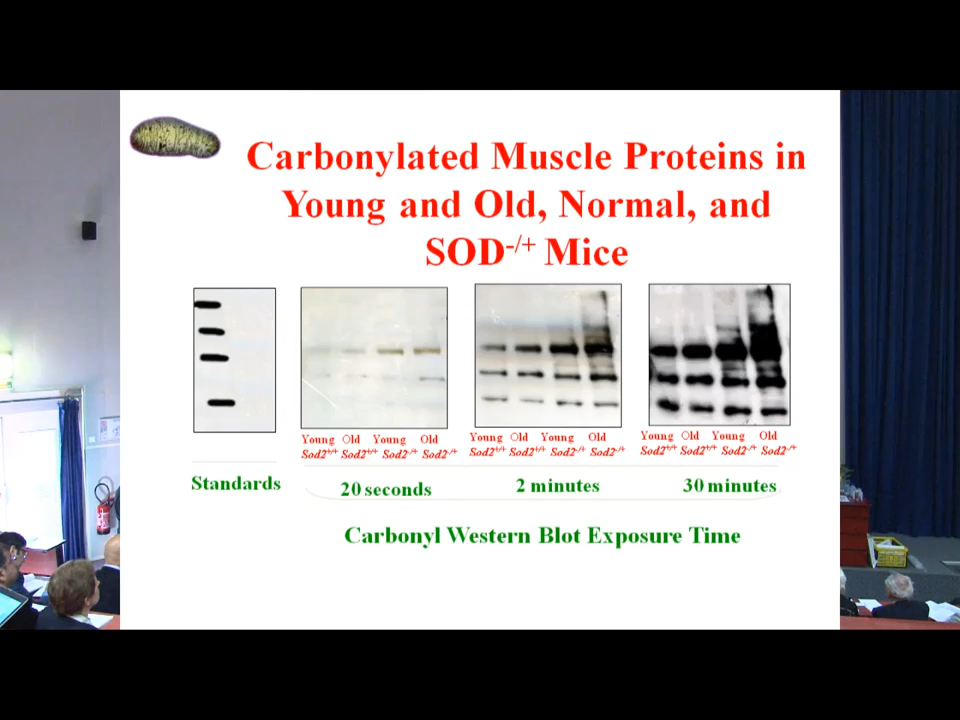 Carbonylated Muscle Proteins in
Young and Old, Normal, and
SOD-/+ Mice
Young Old Young Old
Sod2+/+ Sod2+/+ Sod2-/+ Sod2-/+
Young Old Young Old
Sod2+/+ Sod2+/+ Sod2-/+ Sod2-/+
Young Old Young Old
Sod2+/+ Sod2+/+ Sod2-/+ Sod2-/+
Standards
20 seconds
2 minutes
30 minutes
Carbonyl Western Blot Exposure Time